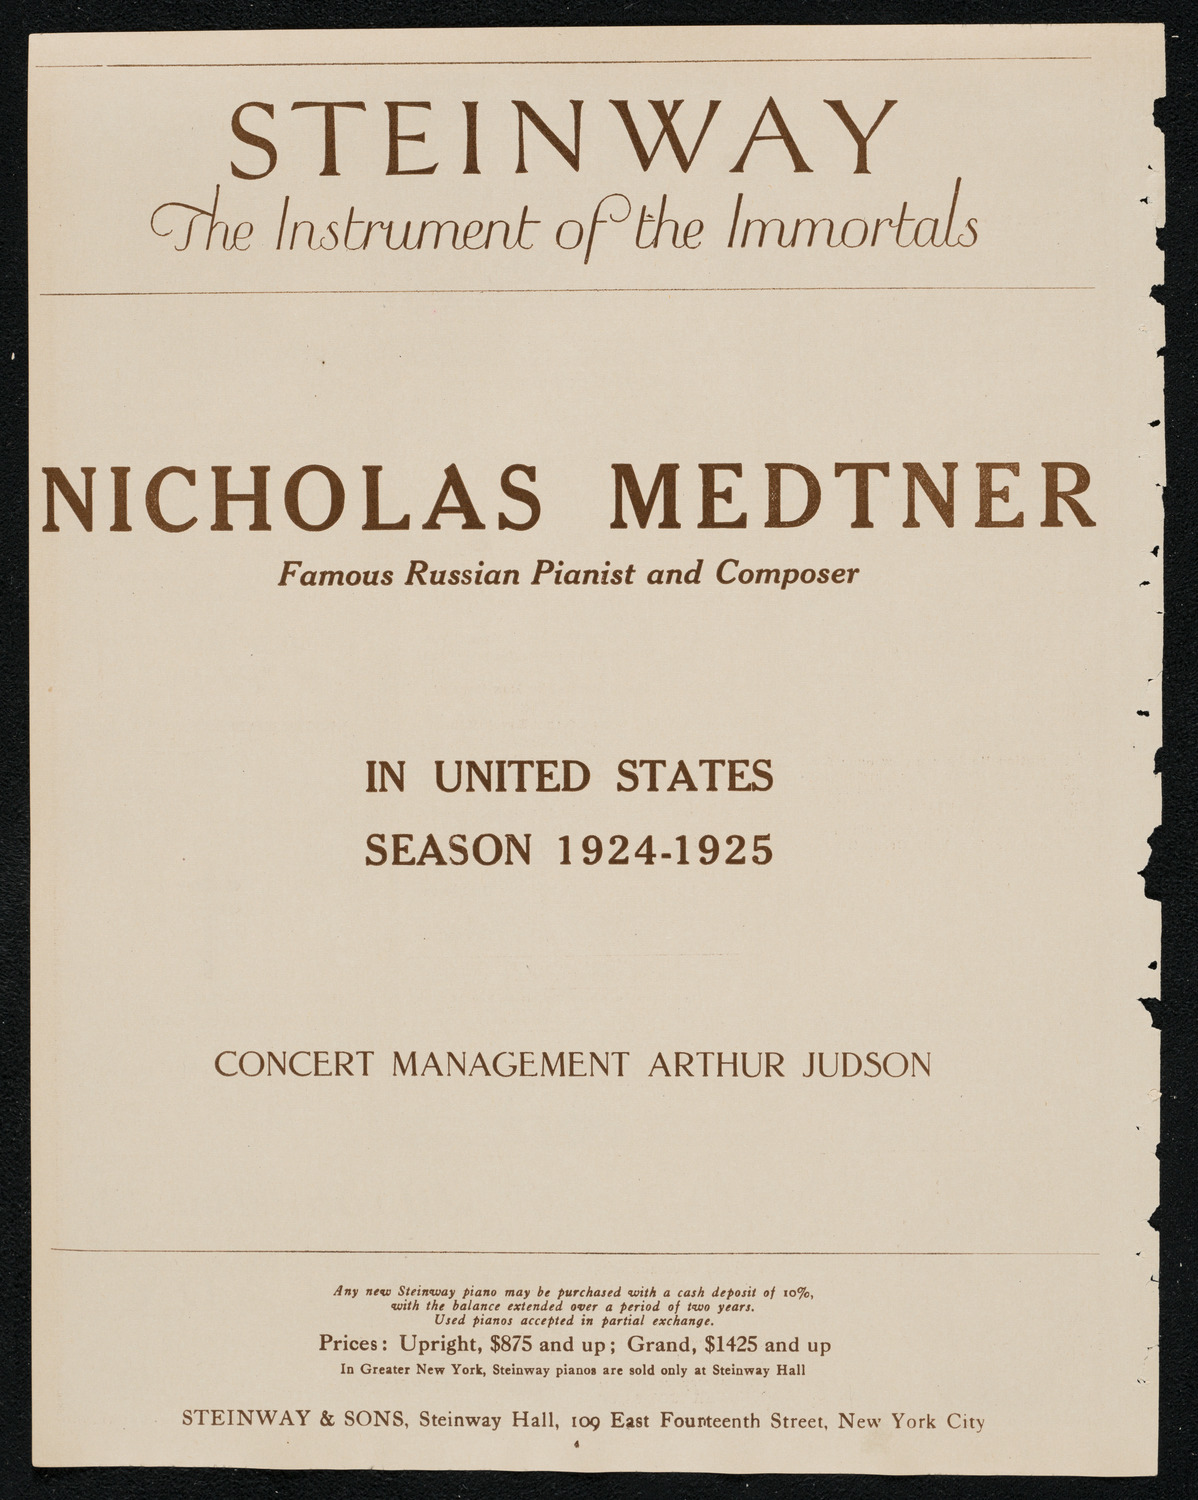 STEINWAY
The Instrument of the Immortals
NICHOLAS MEDTNER
Famous Russian Pianist and Composer
IN UNITED STATES
SEASON 1924-1925
CONCERT MANAGEMENT ARTHUR JUDSON
Any new Steinway piano may be purchased with a cash deposit of 10%,
with the balance extended over a period of two years.
Used pianos accepted in partial exchange.
Prices: Upright, $875 and up; Grand, $1425 and up
In Greater New York, Steinway pianos are sold only at Steinway Hall
STEINWAY & SONS, Steinway Hall, 109 East Fourteenth Street, New York City